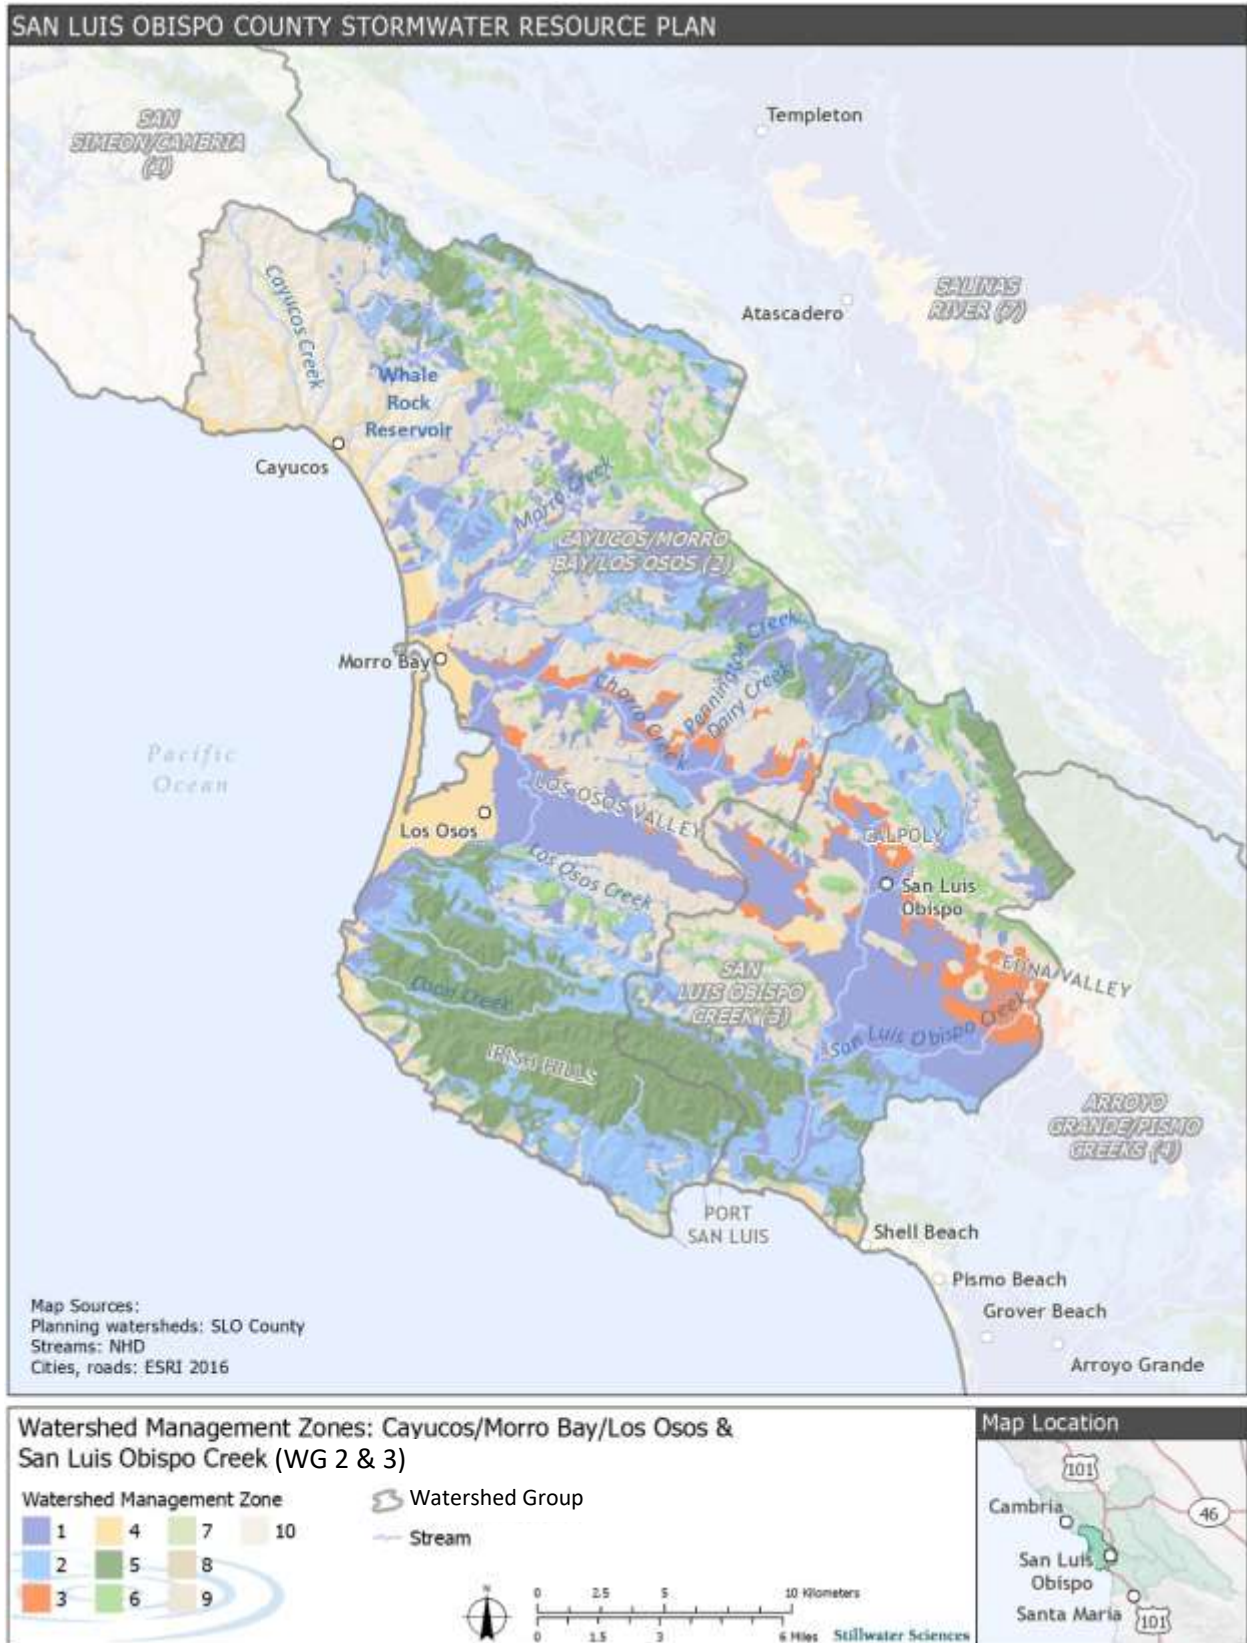 SAN LUIS OBISPO COUNTY STORMWATER RESOURCE PLAN
SAN
SIMEON/CAMBRIA
(1)
Templeton
SALINAS
RIVER (7)
Atascadero
Cayucos Creek
Whale
Rock
Reservoir
Cayucos
Morro Creek
CAYUCOS/MORRO
BAY/LOS OSOS (2)
Morro Bay
Chorro Creek
Pennington Creek
Dairy Creek
Pacific
Ocean
LOS OSOS VALLEY
Los Osos
CALPOLY
Los Osos Creek
San Luis
Obispo
EDNA VALLEY
SAN
LUIS OBISPO
CREEK (3)
Coon Creek
San Luis Obispo Creek
IRISH HILLS
ARROYO
GRANDE/PISMO
CREEKS (4)
PORT
SAN LUIS
Shell Beach
Pismo Beach
Grover Beach
Arroyo Grande
Map Sources:
Planning watersheds: SLO County
Streams: NHD
Cities, roads: ESRI 2016
Watershed Management Zones: Cayucos/Morro Bay/Los Osos &
San Luis Obispo Creek (WG 2 & 3)
Watershed Management Zone
1 4 7 10
2 5 8
3 6 9
Watershed Group
Stream
N
0 2.5 5 10 Kilometers
0 1.5 3 6 Miles
Stillwater Sciences
Map Location
101
Cambria
46
San Luis
Obispo
Santa Maria
101